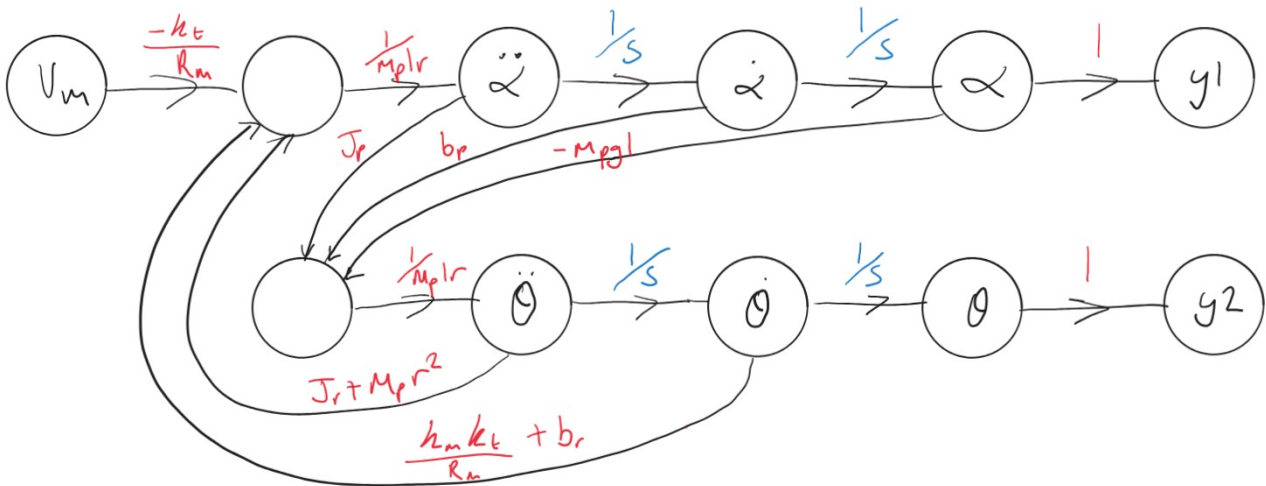 Vm
-kt/Rm
1/Mplr
α̈
1/s
α̇
1/s
α
1
y1
Jp
bp
-Mpgl
1/Mplr
θ̈
1/s
θ̇
1/s
θ
1
y2
Jr+Mpr²
kmkt/Rm + br